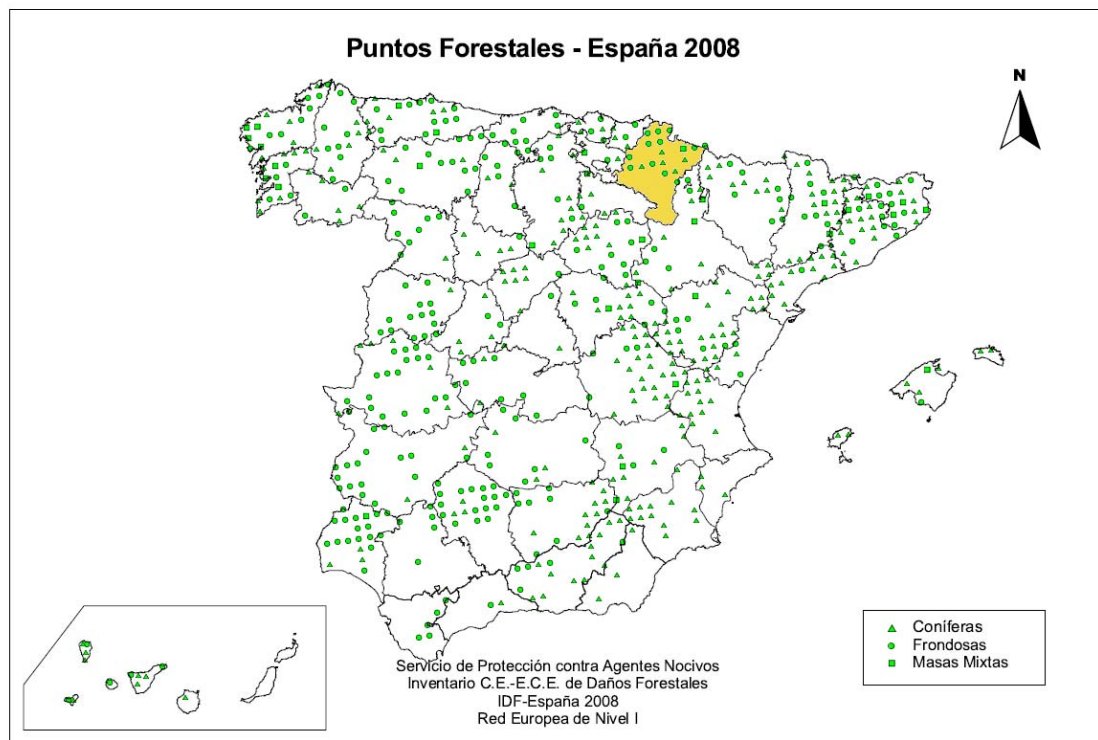 Puntos Forestales - España 2008
N
Coníferas
Frondosas
Masas Mixtas
Servicio de Protección contra Agentes Nocivos
Inventario C.E.-E.C.E. de Daños Forestales
IDF-España 2008
Red Europea de Nivel I